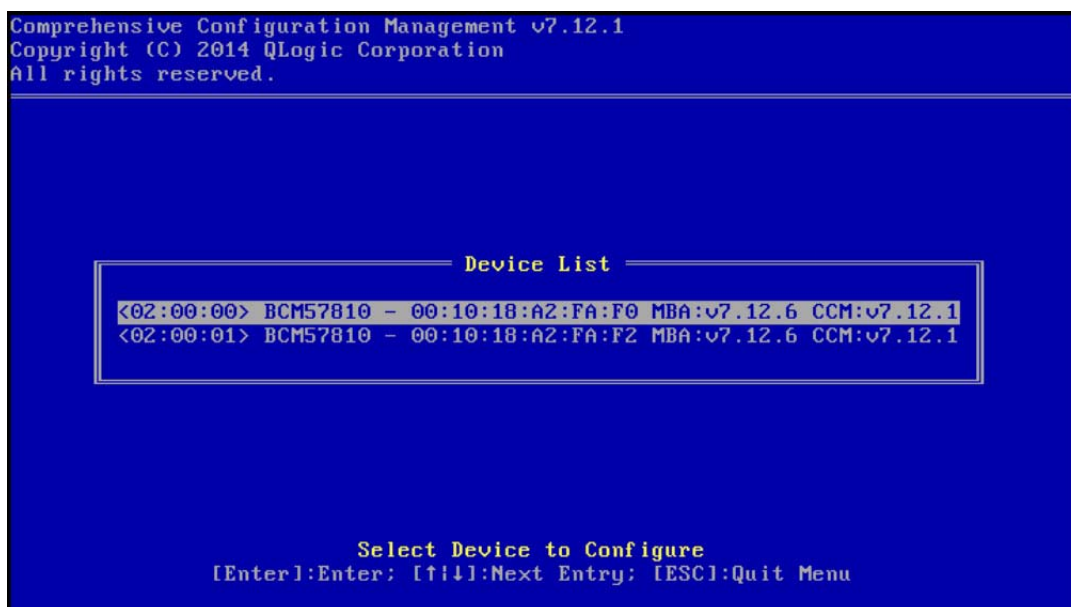 Comprehensive Configuration Management v7.12.1
Copyright (C) 2014 QLogic Corporation
All rights reserved.
Device List
<02:00:00> BCM57810 - 00:10:18:A2:FA:F0 MBA:v7.12.6 CCM:v7.12.1
<02:00:01> BCM57810 - 00:10:18:A2:FA:F2 MBA:v7.12.6 CCM:v7.12.1
Select Device to Configure
[Enter]:Enter; [↑¦↓]:Next Entry; [ESC]:Quit Menu